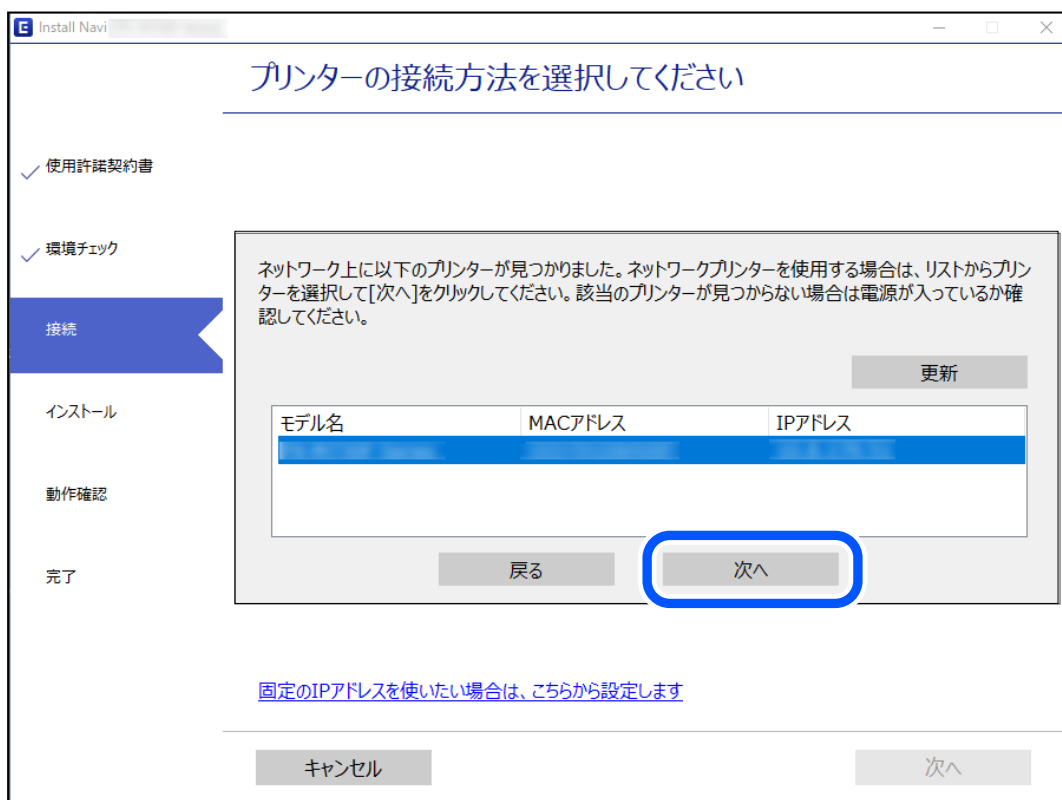 Install Navi
プリンターの接続方法を選択してください
使用許諾契約書
環境チェック
接続
インストール
動作確認
完了
ネットワーク上に以下のプリンターが見つかりました。ネットワークプリンターを使用する場合は、リストからプリン
ターを選択して[次へ]をクリックしてください。該当のプリンターが見つからない場合は電源が入っているか確
認してください。
更新
モデル名 MACアドレス IPアドレス
戻る 次へ
固定のIPアドレスを使いたい場合は、こちらから設定します
キャンセル 次へ